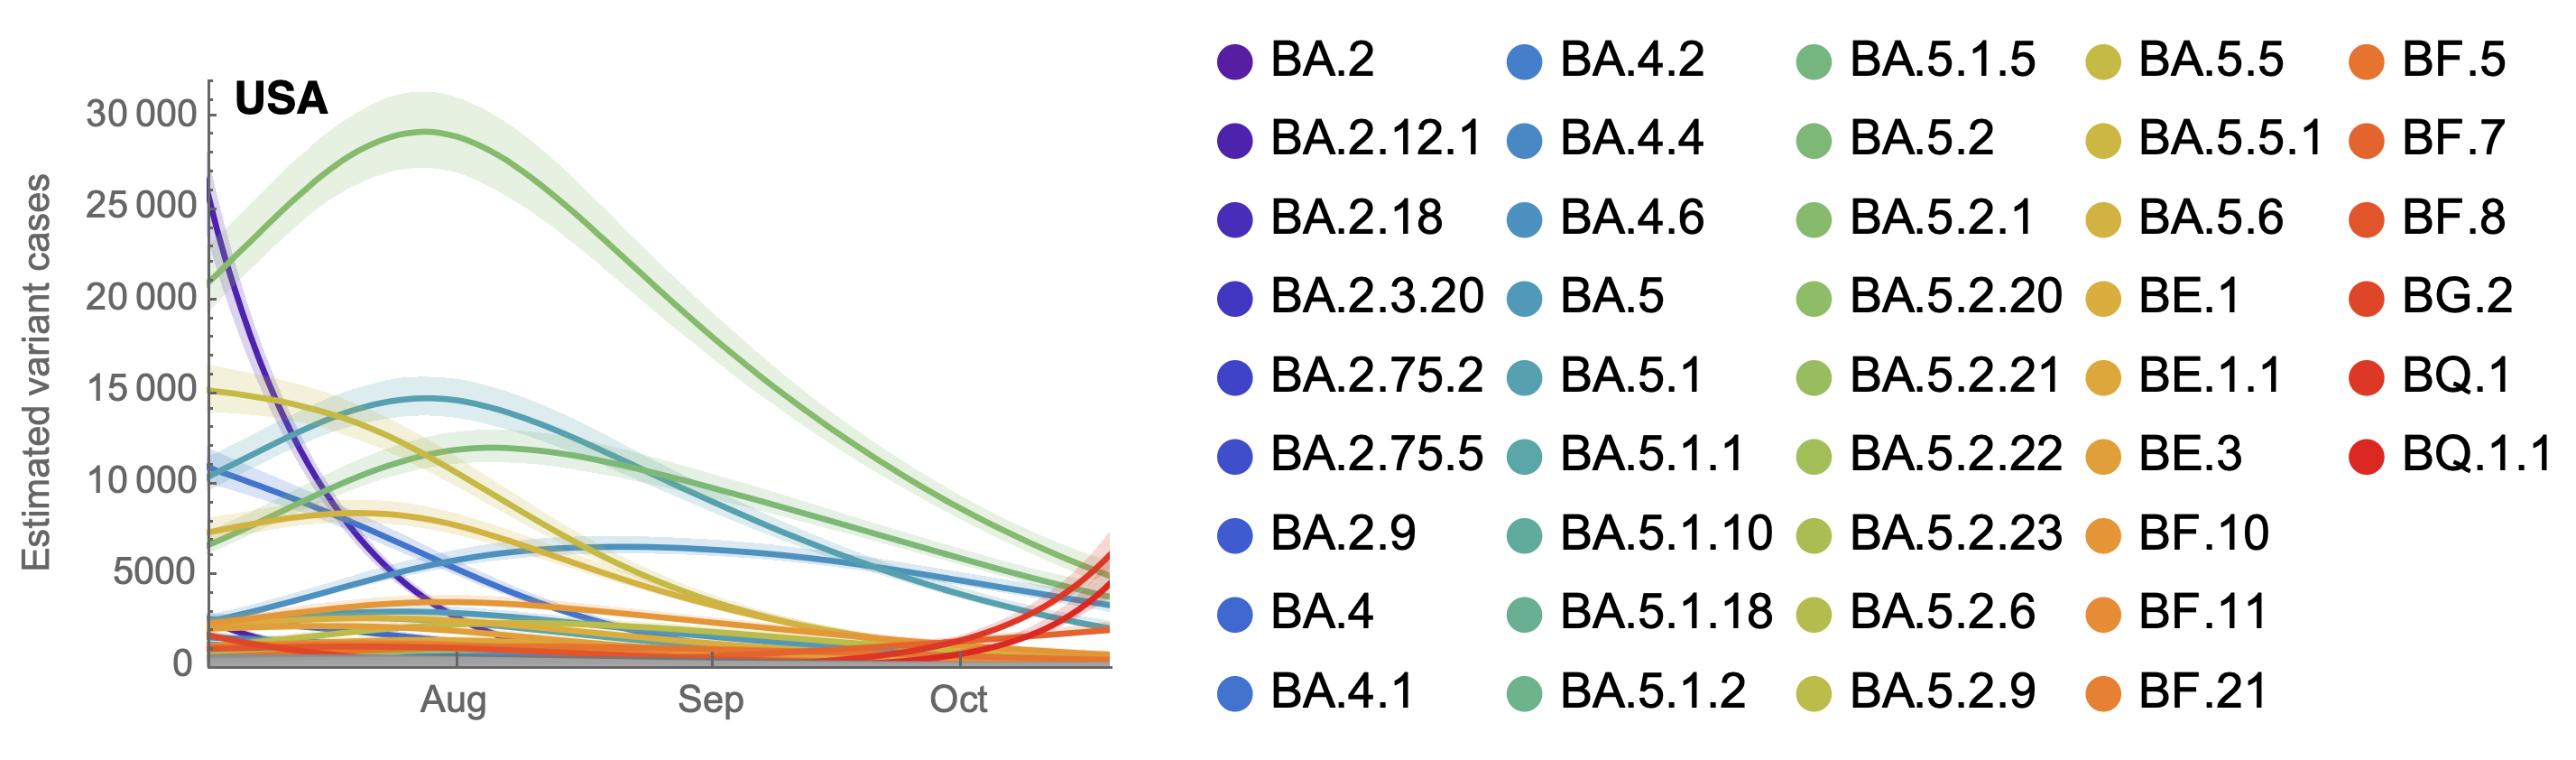 USA
Estimated variant cases
30 000
25 000
20 000
15 000
10 000
5000
0
Aug Sep Oct
BA.2 BA.4.2 BA.5.1.5 BA.5.5 BF.5
BA.2.12.1 BA.4.4 BA.5.2 BA.5.5.1 BF.7
BA.2.18 BA.4.6 BA.5.2.1 BA.5.6 BF.8
BA.2.3.20 BA.5 BA.5.2.20 BE.1 BG.2
BA.2.75.2 BA.5.1 BA.5.2.21 BE.1.1 BQ.1
BA.2.75.5 BA.5.1.1 BA.5.2.22 BE.3 BQ.1.1
BA.2.9 BA.5.1.10 BA.5.2.23 BF.10
BA.4 BA.5.1.18 BA.5.2.6 BF.11
BA.4.1 BA.5.1.2 BA.5.2.9 BF.21